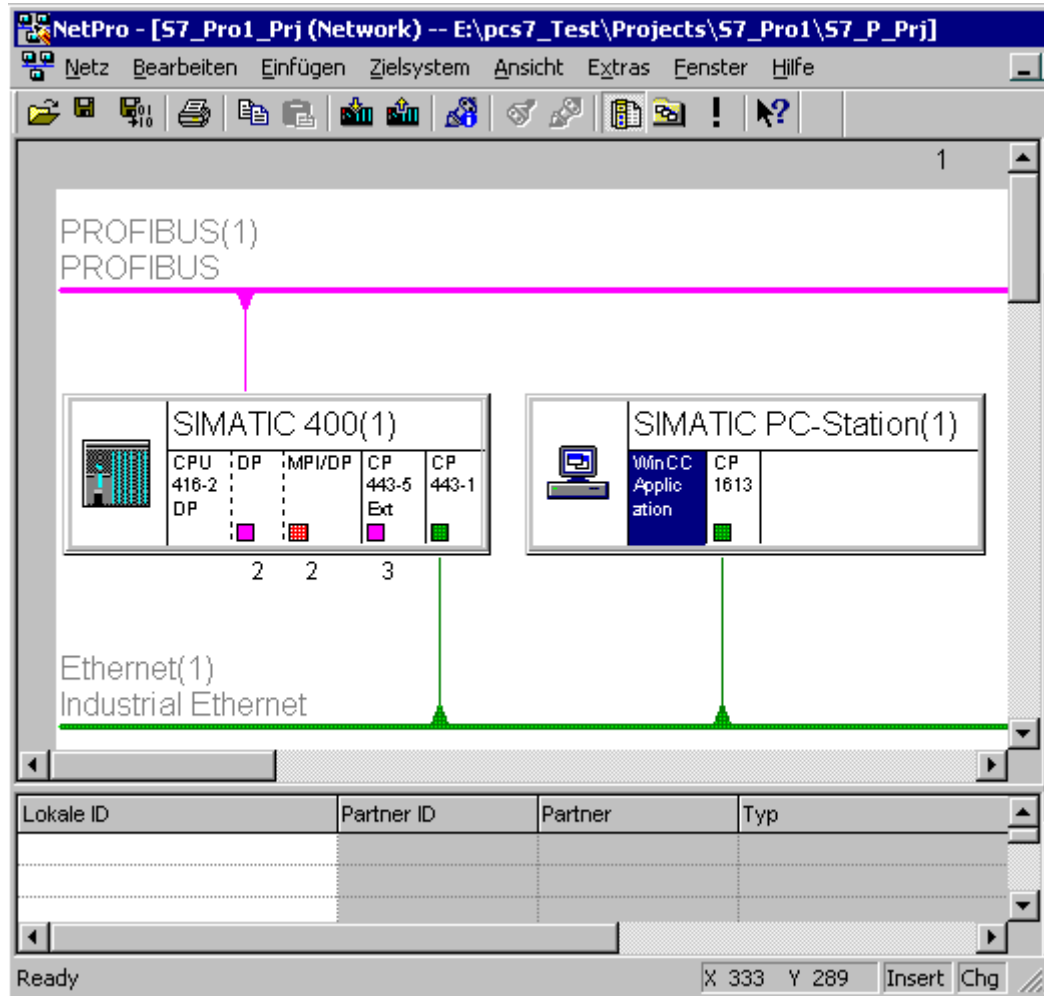 NetPro - [S7_Pro1_Prj (Network) -- E:\pcs7_Test\Projects\S7_Pro1\S7_P_Prj]
Netz Bearbeiten Einfügen Zielsystem Ansicht Extras Fenster Hilfe
1
PROFIBUS(1)
PROFIBUS
SIMATIC 400(1)
CPU 416-2 DP
DP
MPI/DP
CP 443-5 Ext
CP 443-1
2 2 3
SIMATIC PC-Station(1)
WinCC Applic ation
CP 1613
Ethernet(1)
Industrial Ethernet
Lokale ID Partner ID Partner Typ
Ready X 333 Y 289 Insert Chg